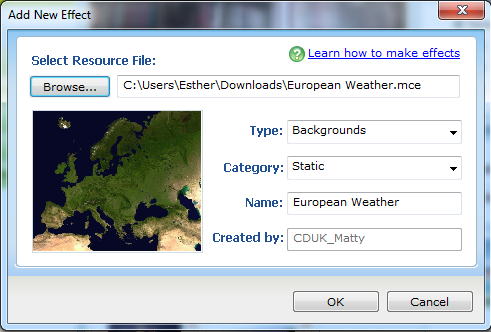 Add New Effect
Select Resource File:
? Learn how to make effects
Browse... C:\Users\Esther\Downloads\European Weather.mce
Type: Backgrounds
Category: Static
Name: European Weather
Created by: CDUK_Matty
OK Cancel